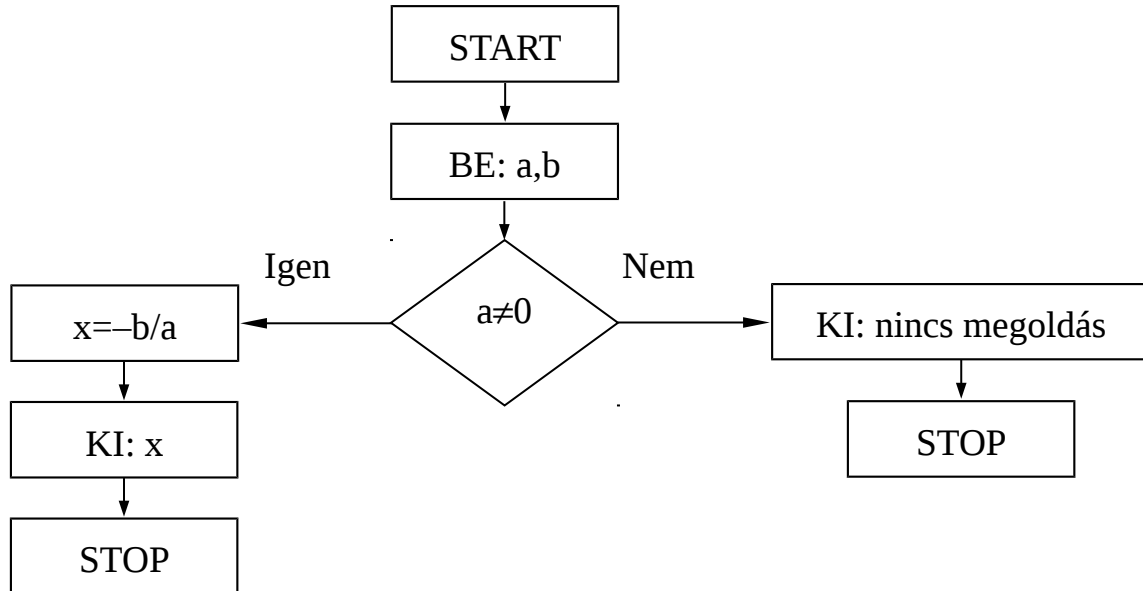 START
BE: a,b
Igen
Nem
a≠0
x=–b/a
KI: nincs megoldás
KI: x
STOP
STOP